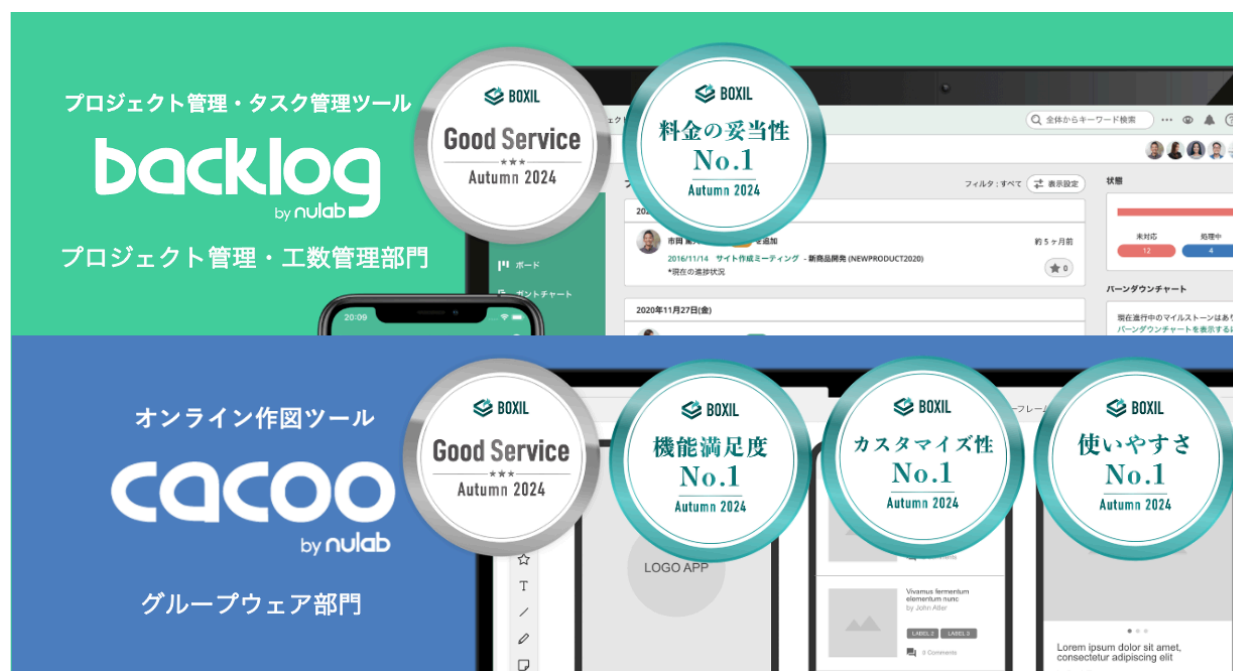 プロジェクト管理・タスク管理ツール
backlog
by nulab
プロジェクト管理・工数管理部門
BOXIL
Good Service
Autumn 2024
BOXIL
料金の妥当性
No.1
Autumn 2024
全体からキーワード検索
フィルタ：すべて
表示設定
状態
を追加
約5ヶ月前
2016/11/14 サイト作成ミーティング - 新商品開発 (NEWPRODUCT2020)
*現在の進捗状況
0
未対応
処理中
12
4
ボード
ガントチャート
バーンダウンチャート
2020年11月27日(金)
20:09
現在進行中のマイルストーンはあり
バーンダウンチャートを表示するに
オンライン作図ツール
cacoo
by nulab
グループウェア部門
BOXIL
Good Service
Autumn 2024
BOXIL
機能満足度
No.1
Autumn 2024
BOXIL
カスタマイズ性
No.1
Autumn 2024
BOXIL
使いやすさ
No.1
Autumn 2024
T
LOGO APP
Vivamus fermentum
elementum nunc
by John Atler
LABEL 2
LABEL 3
3 Comments
Lorem ipsum dolor sit amet,
consectetur adipiscing elit